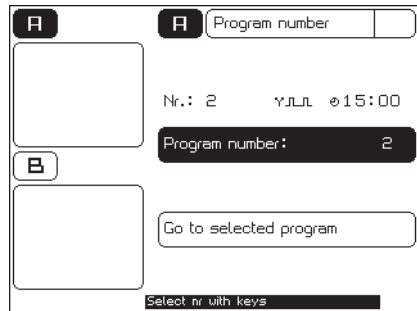 A
A Program number
Nr.: 2 15:00
Program number: 2
B
Go to selected program
Select nr with keys